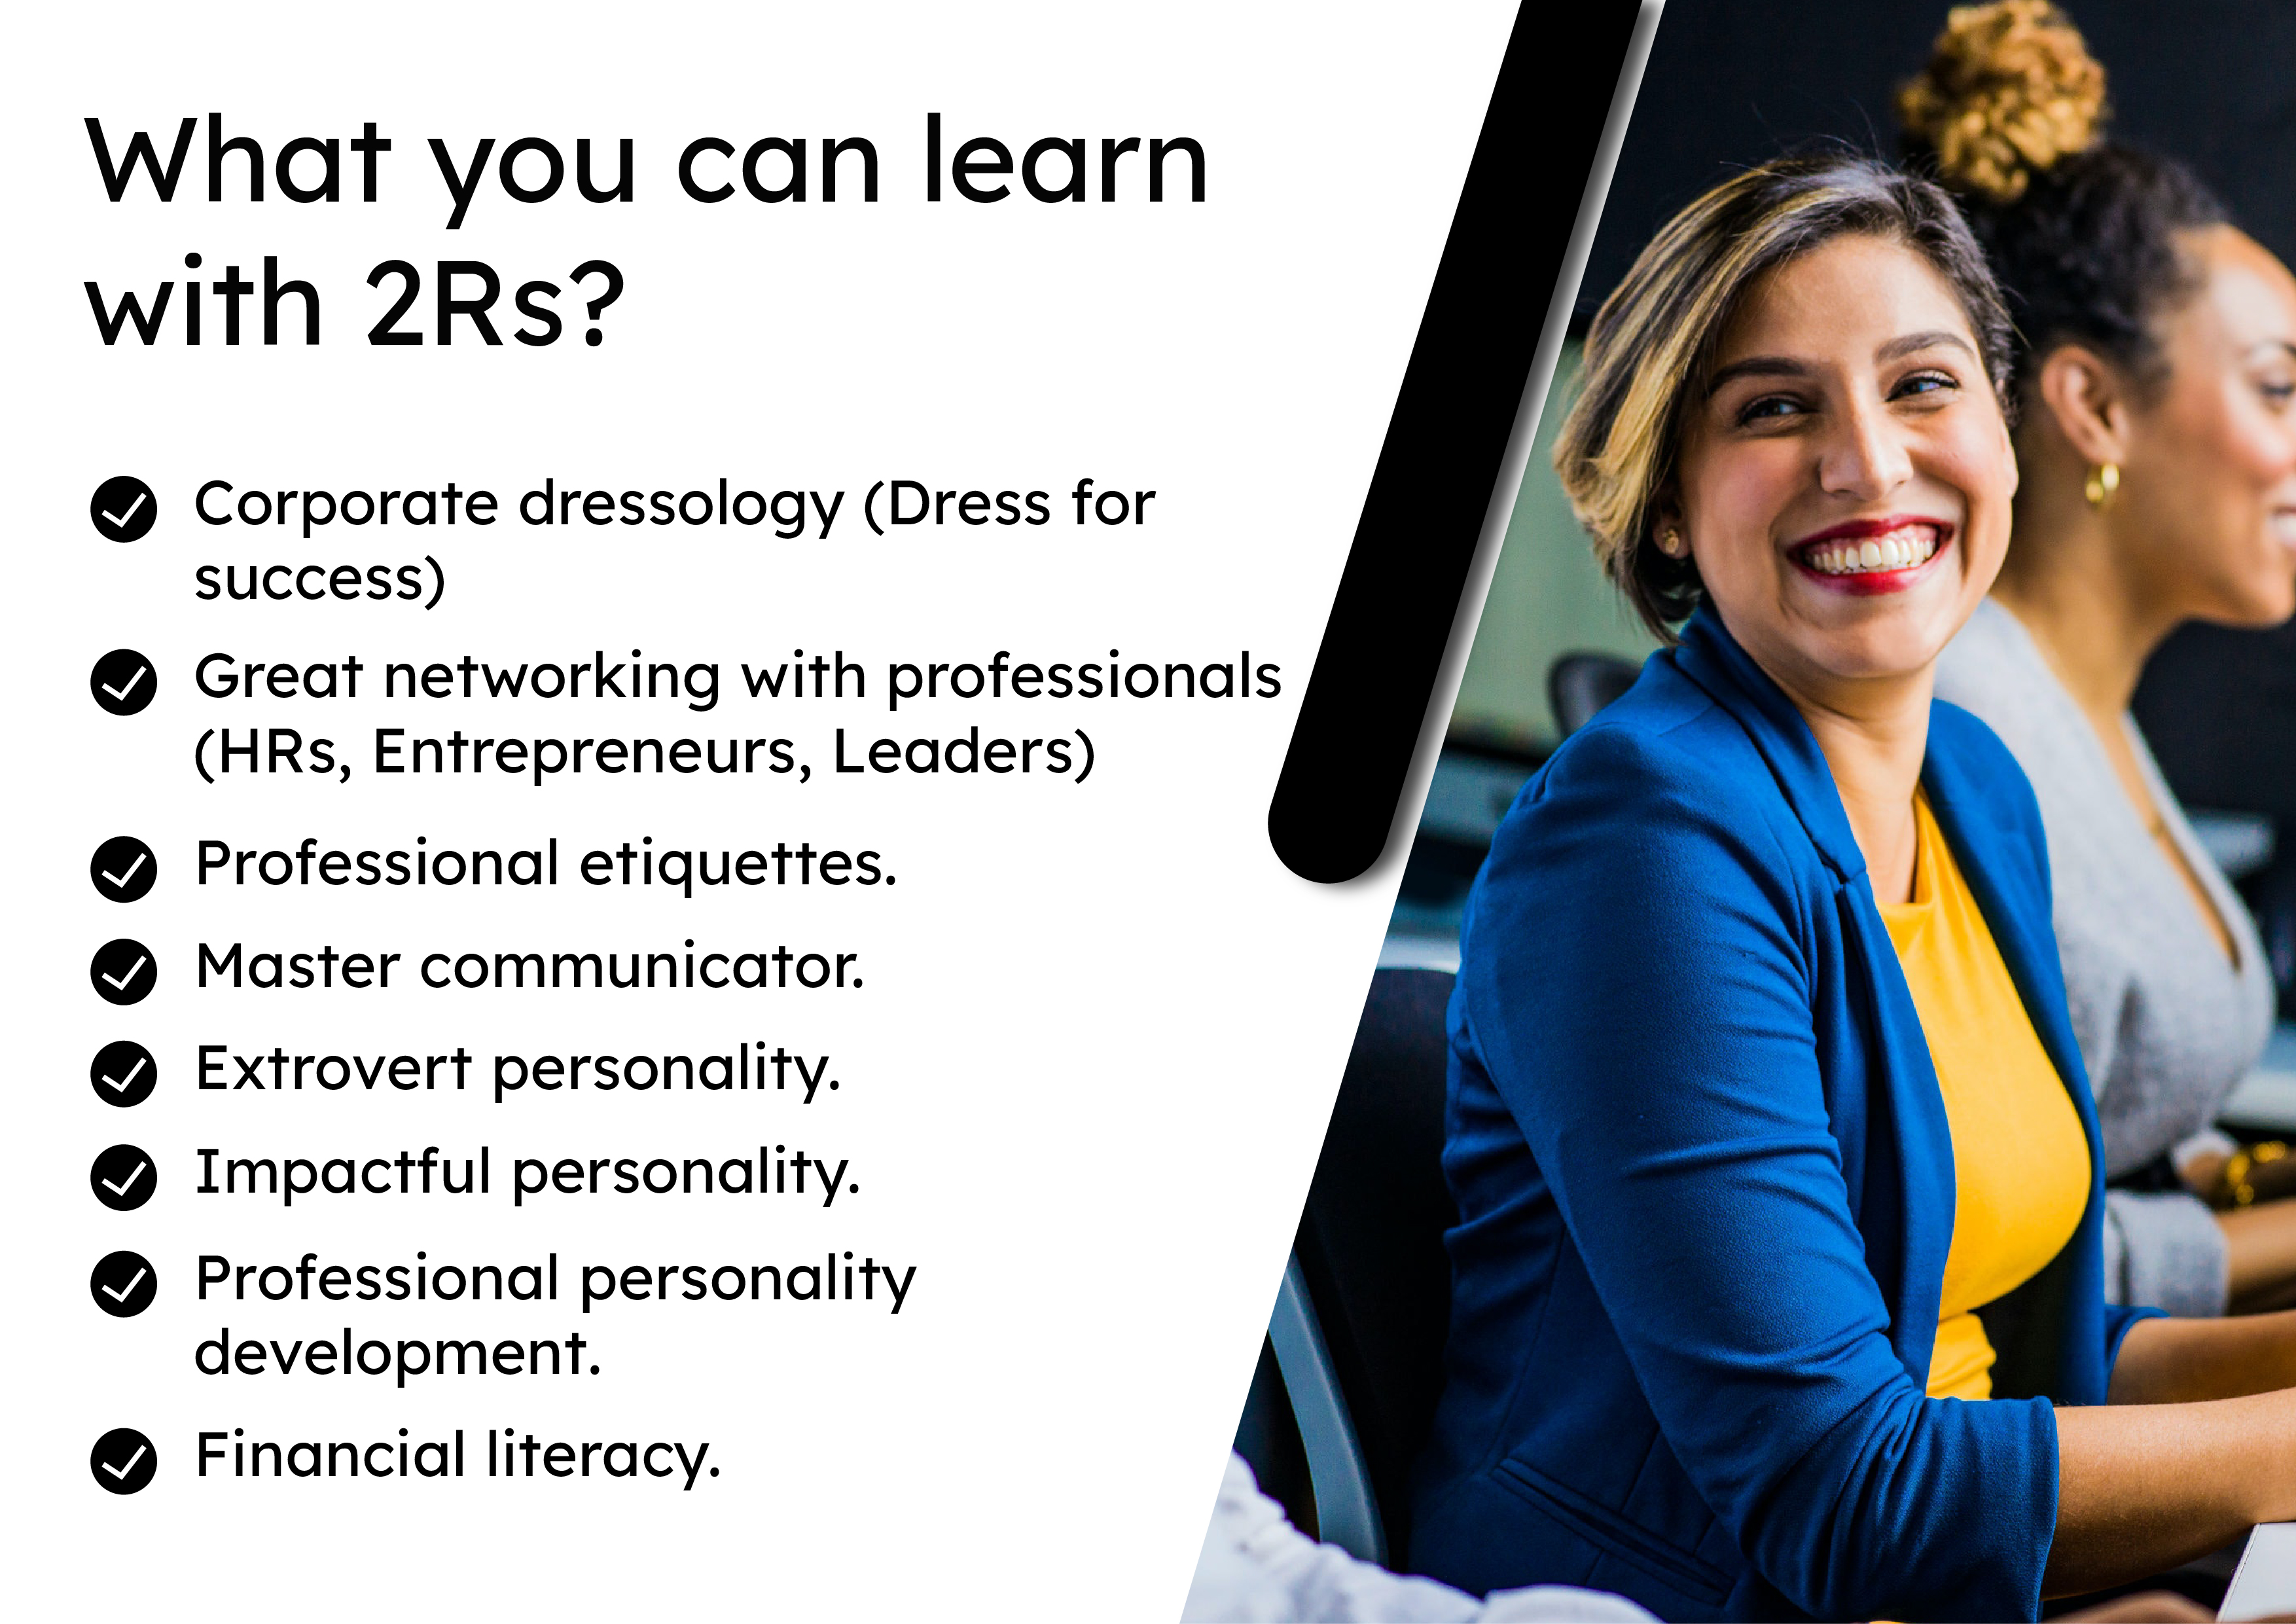 What you can learn
with 2Rs?
Corporate dressology (Dress for
success)
Great networking with professionals
(HRs, Entrepreneurs, Leaders)
Professional etiquettes.
Master communicator.
Extrovert personality.
Impactful personality.
Professional personality
development.
Financial literacy.